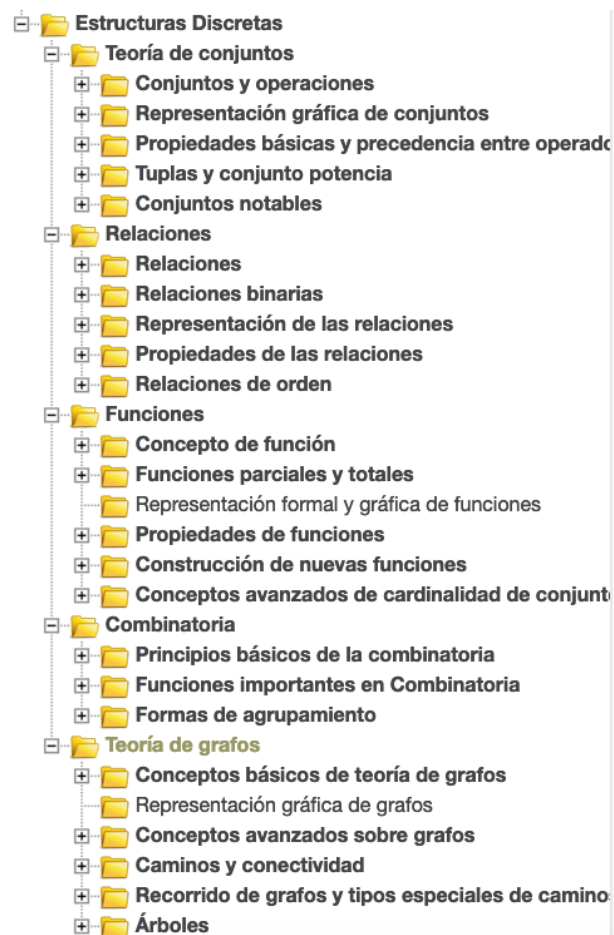 Estructuras Discretas
Teoría de conjuntos
Conjuntos y operaciones
Representación gráfica de conjuntos
Propiedades básicas y precedencia entre operado
Tuplas y conjunto potencia
Conjuntos notables
Relaciones
Relaciones
Relaciones binarias
Representación de las relaciones
Propiedades de las relaciones
Relaciones de orden
Funciones
Concepto de función
Funciones parciales y totales
Representación formal y gráfica de funciones
Propiedades de funciones
Construcción de nuevas funciones
Conceptos avanzados de cardinalidad de conjunt
Combinatoria
Principios básicos de la combinatoria
Funciones importantes en Combinatoria
Formas de agrupamiento
Teoría de grafos
Conceptos básicos de teoría de grafos
Representación gráfica de grafos
Conceptos avanzados sobre grafos
Caminos y conectividad
Recorrido de grafos y tipos especiales de camino
Árboles